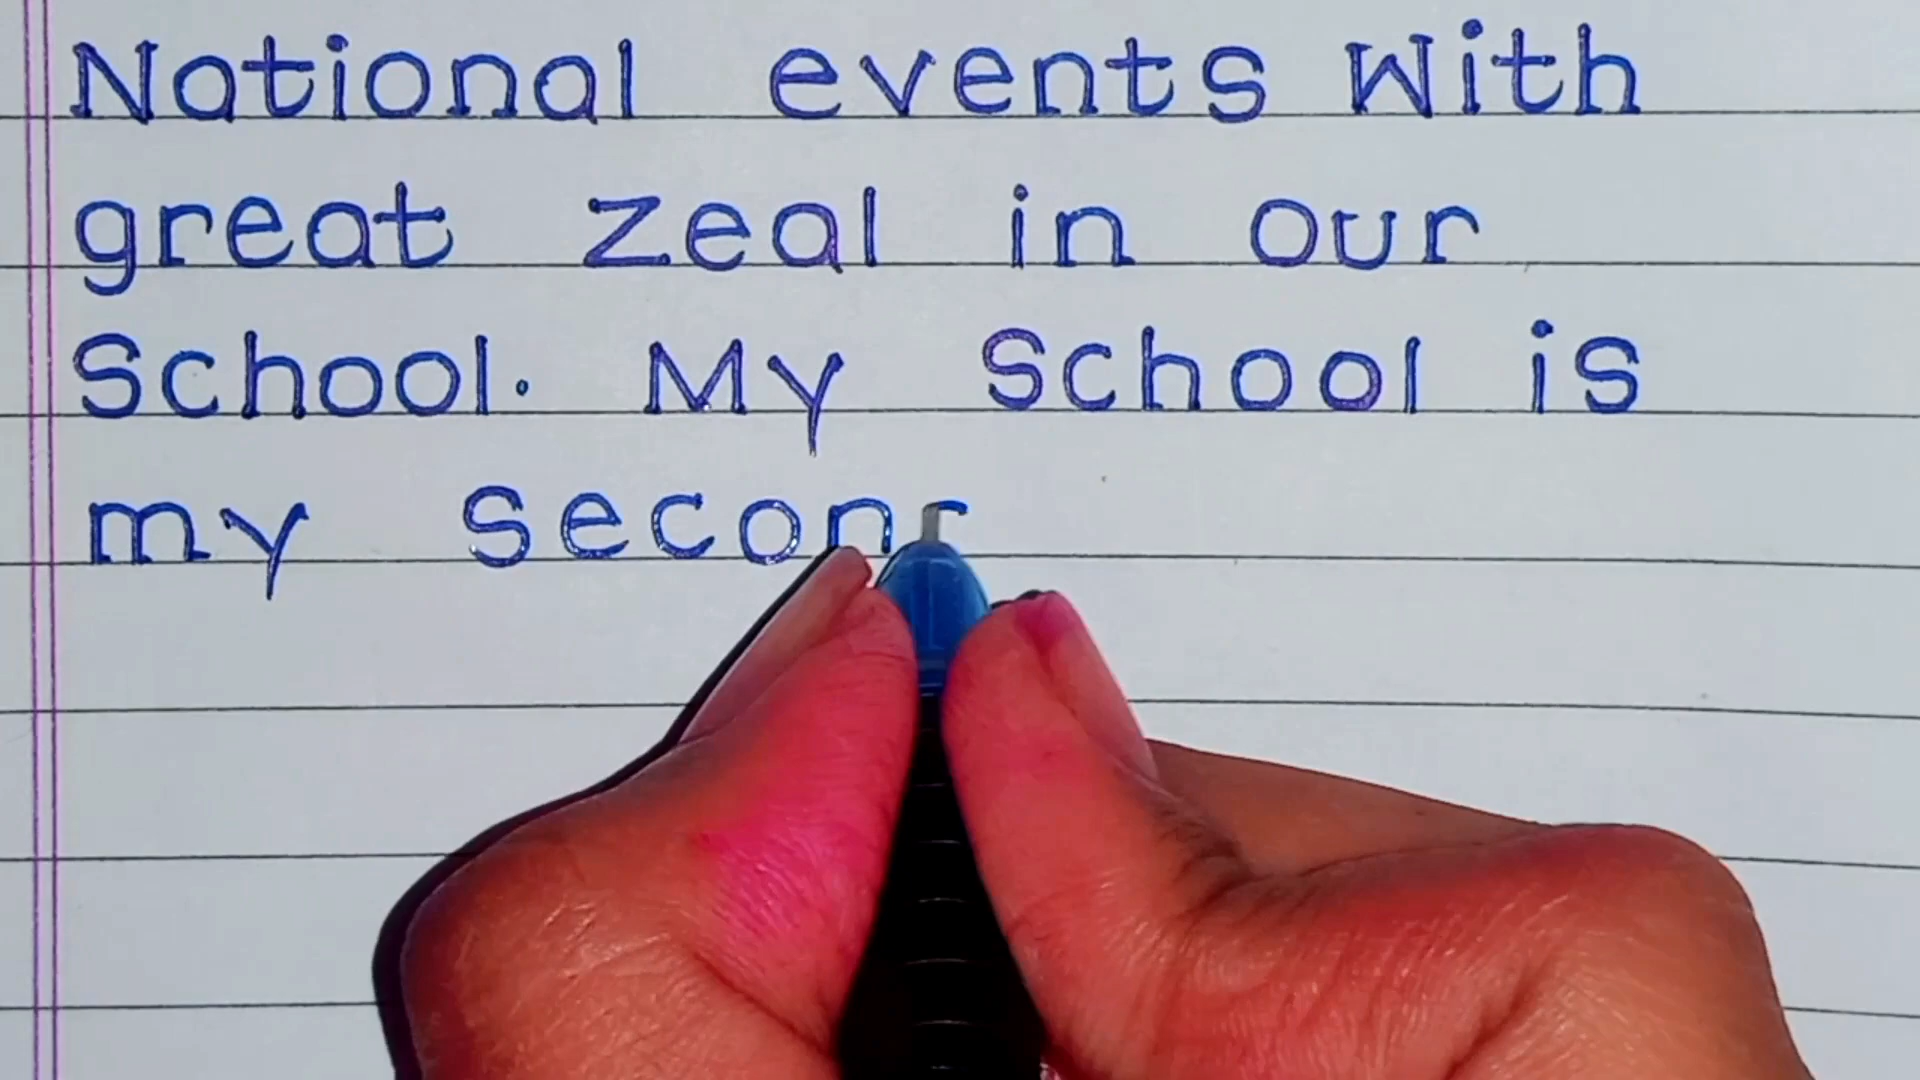 National events With
great zeal in our
School. My School is
my secon